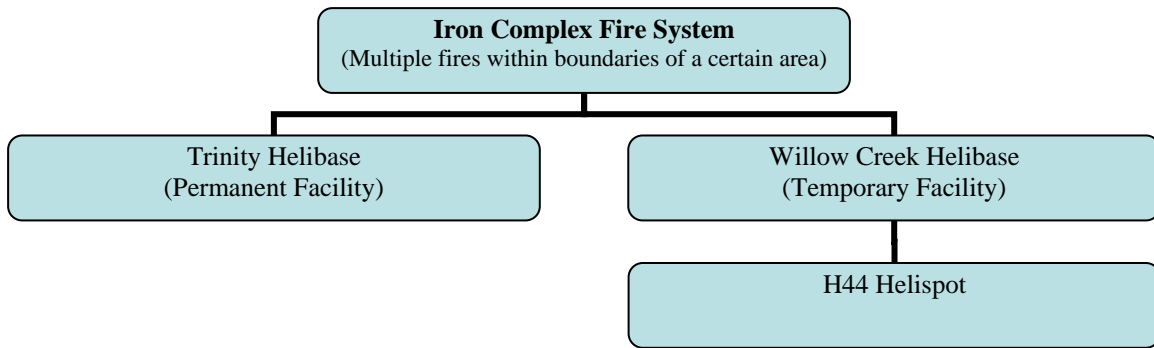 Iron Complex Fire System
(Multiple fires within boundaries of a certain area)
Trinity Helibase
(Permanent Facility)
Willow Creek Helibase
(Temporary Facility)
H44 Helispot